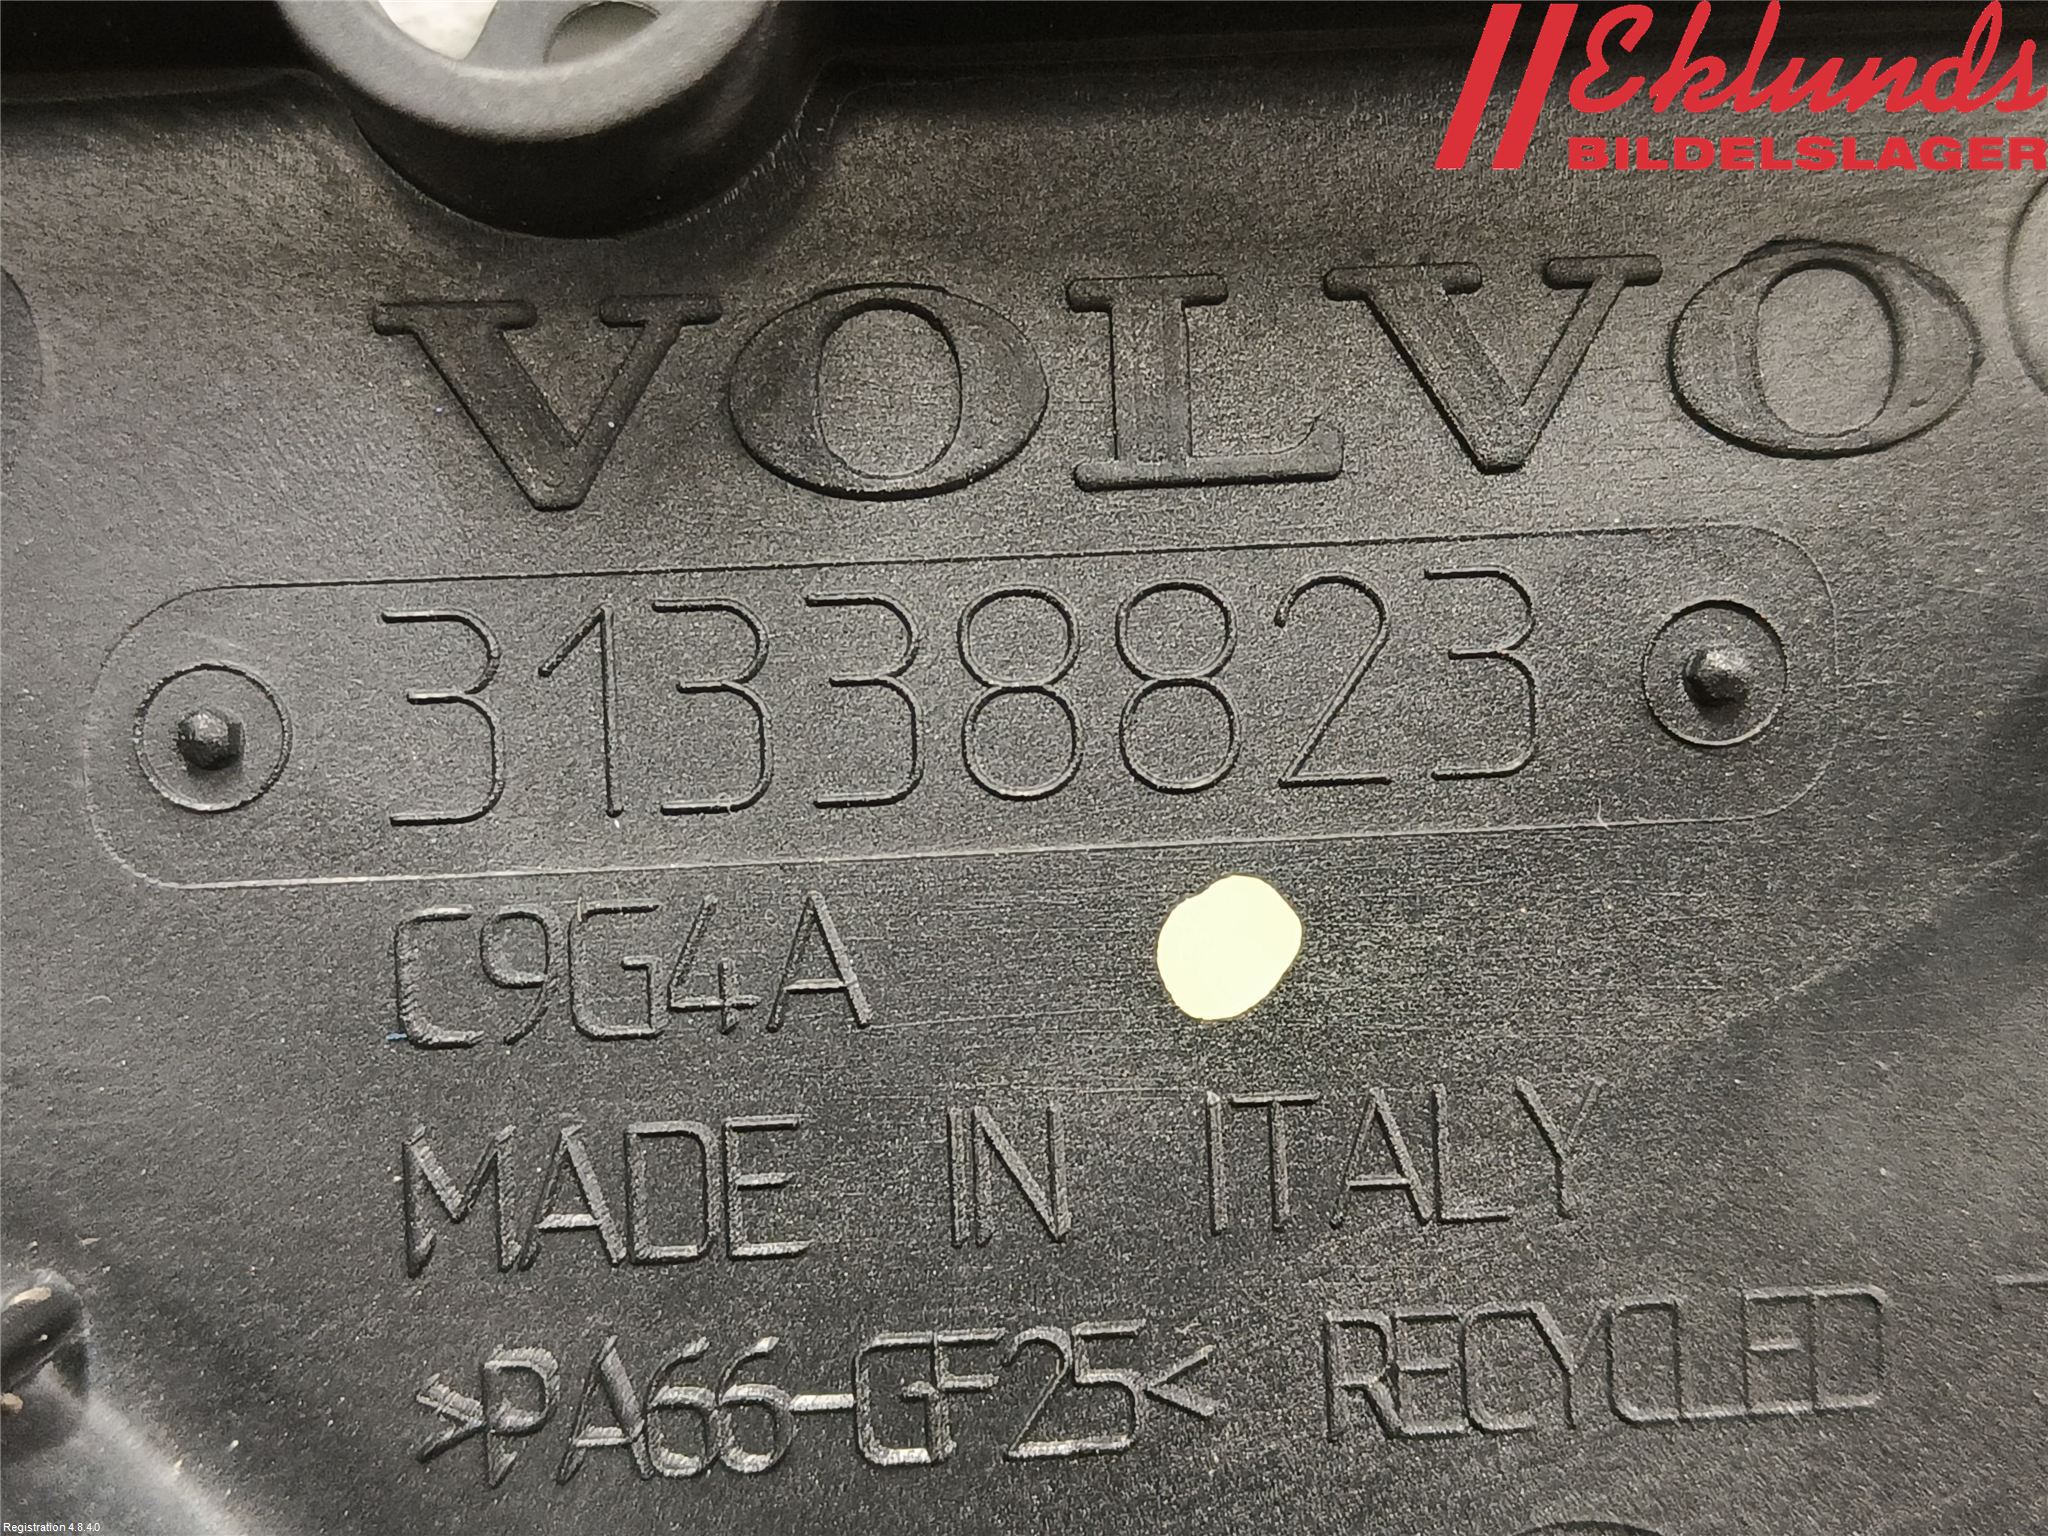 Eklunds
BILDELSLAGER
VOLVO
31338823
C9G4A
MADE IN ITALY
>PA66-GF25< RECYCLED
Registration 4.8.4.0